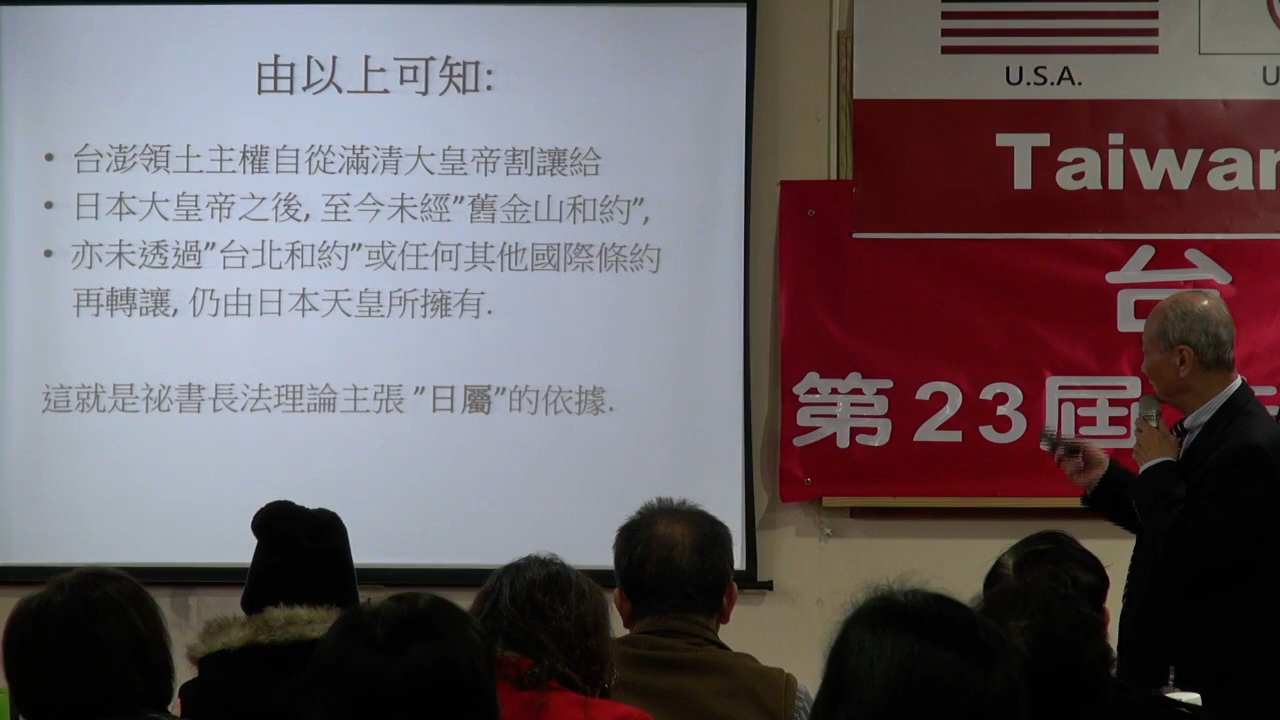 由以上可知:
• 台澎領土主權自從滿清大皇帝割讓給
• 日本大皇帝之後, 至今未經”舊金山和約”,
• 亦未透過”台北和約”或任何其他國際條約
再轉讓, 仍由日本天皇所擁有.
這就是祕書長法理論主張 ”日屬”的依據.
U.S.A.
U
Taiwan
台
第23屆